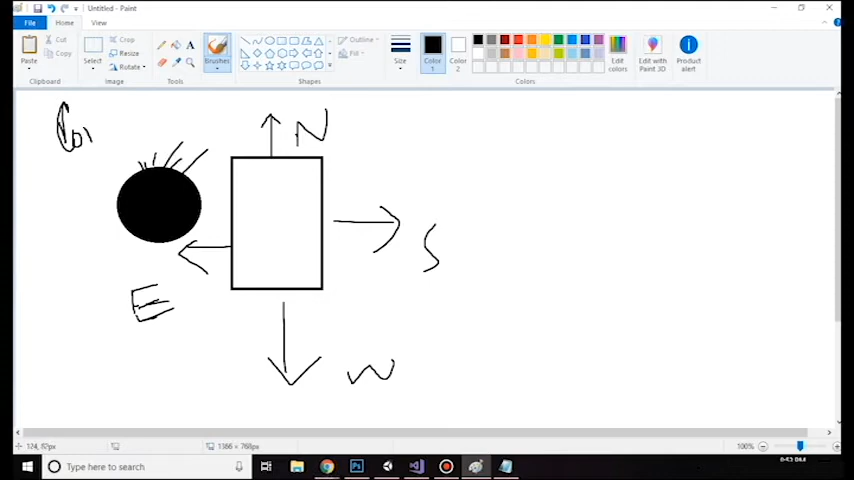 Untitled - Paint
File Home View
Paste
Cut
Copy
Clipboard
Select
Crop
Resize
Rotate
Image
Tools
Brushes
Shapes
Outline
Fill
Size
Color 1
Color 2
Colors
Edit colors
Edit with Paint 3D
Product alert
N
S
E
W
1366 × 768px
100%
Type here to search